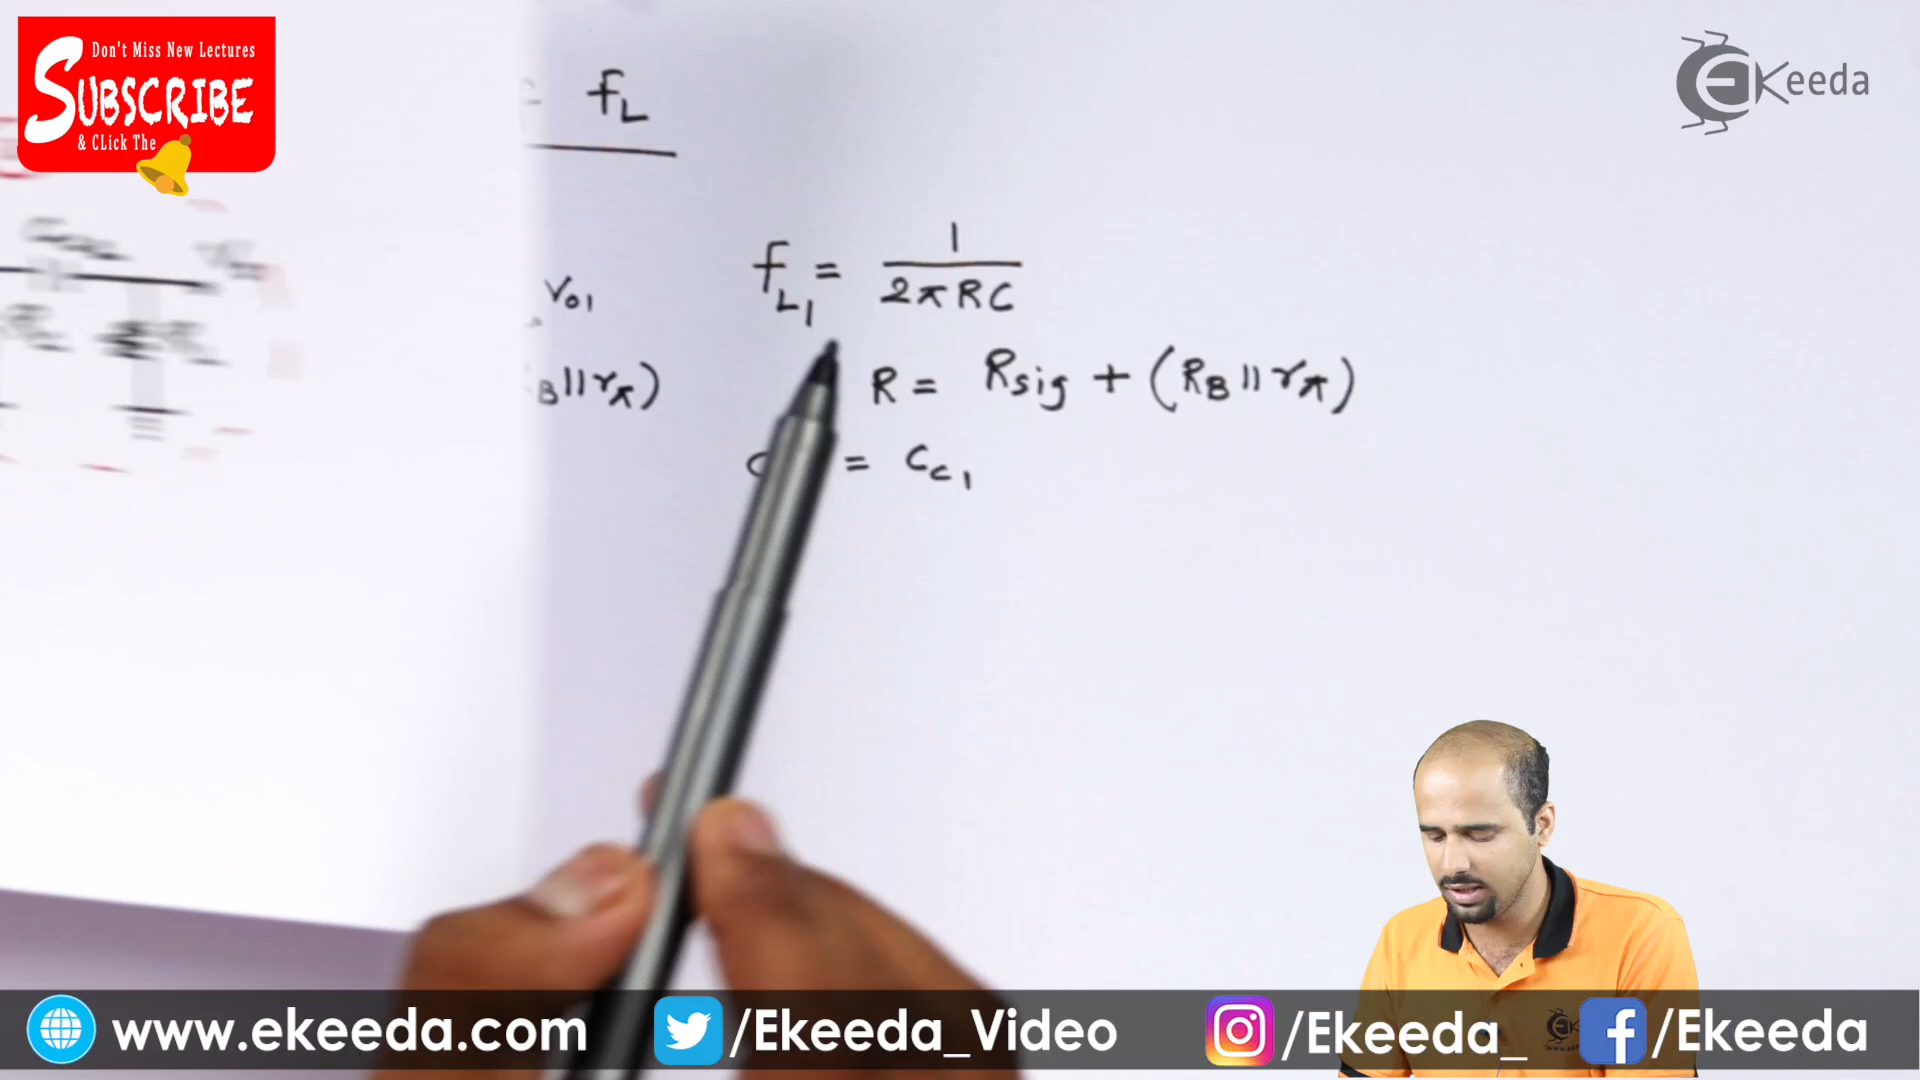 Don't Miss New Lectures
SUBSCRIBE
& CLick The
EKeeda
fL
Vo1
B||rπ)
fL1 = 1 / 2πRC
R = Rsig + (RB||rπ)
= CC1
www.ekeeda.com
/Ekeeda_Video
/Ekeeda_
/Ekeeda